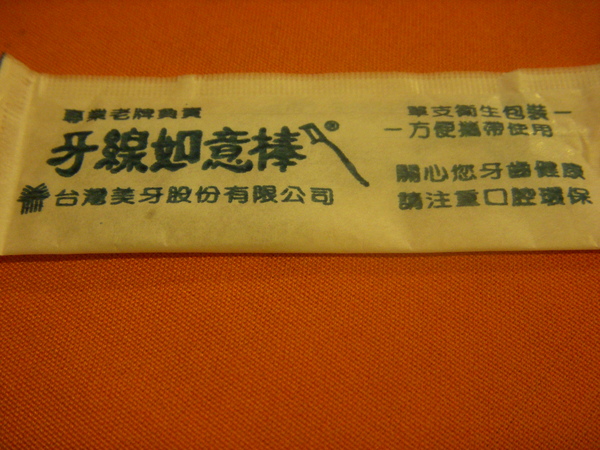 專業老牌負責
牙線如意棒®
台灣美牙股份有限公司
單支衛生包裝一
一方便攜帶使用
關心您牙齒健康
請注重口腔環保